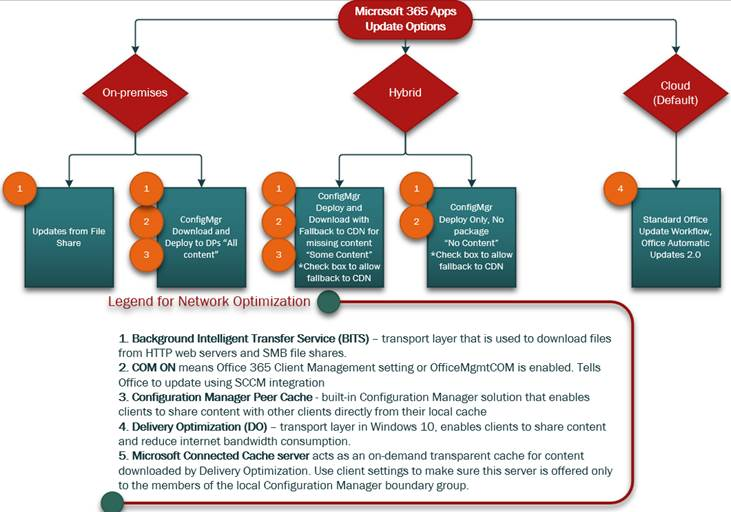 Microsoft 365 Apps
Update Options
On-premises
Hybrid
Cloud
(Default)
1
Updates from File
Share
1
2
3
ConfigMgr
Download and
Deploy to DPs "All
content"
1
2
3
ConfigMgr
Deploy and
Download with
Fallback to CDN for
missing content
"Some Content"
*Check box to allow
fallback to CDN
1
2
ConfigMgr
Deploy Only, No
package
"No Content"
*Check box to allow
fallback to CDN
4
Standard Office
Update Workflow,
Office Automatic
Updates 2.0
Legend for Network Optimization
1. Background Intelligent Transfer Service (BITS) – transport layer that is used to download files
from HTTP web servers and SMB file shares.
2. COM ON means Office 365 Client Management setting or OfficeMgmtCOM is enabled. Tells
Office to update using SCCM integration
3. Configuration Manager Peer Cache - built-in Configuration Manager solution that enables
clients to share content with other clients directly from their local cache
4. Delivery Optimization (DO) – transport layer in Windows 10, enables clients to share content
and reduce internet bandwidth consumption.
5. Microsoft Connected Cache server acts as an on-demand transparent cache for content
downloaded by Delivery Optimization. Use client settings to make sure this server is offered only
to the members of the local Configuration Manager boundary group.